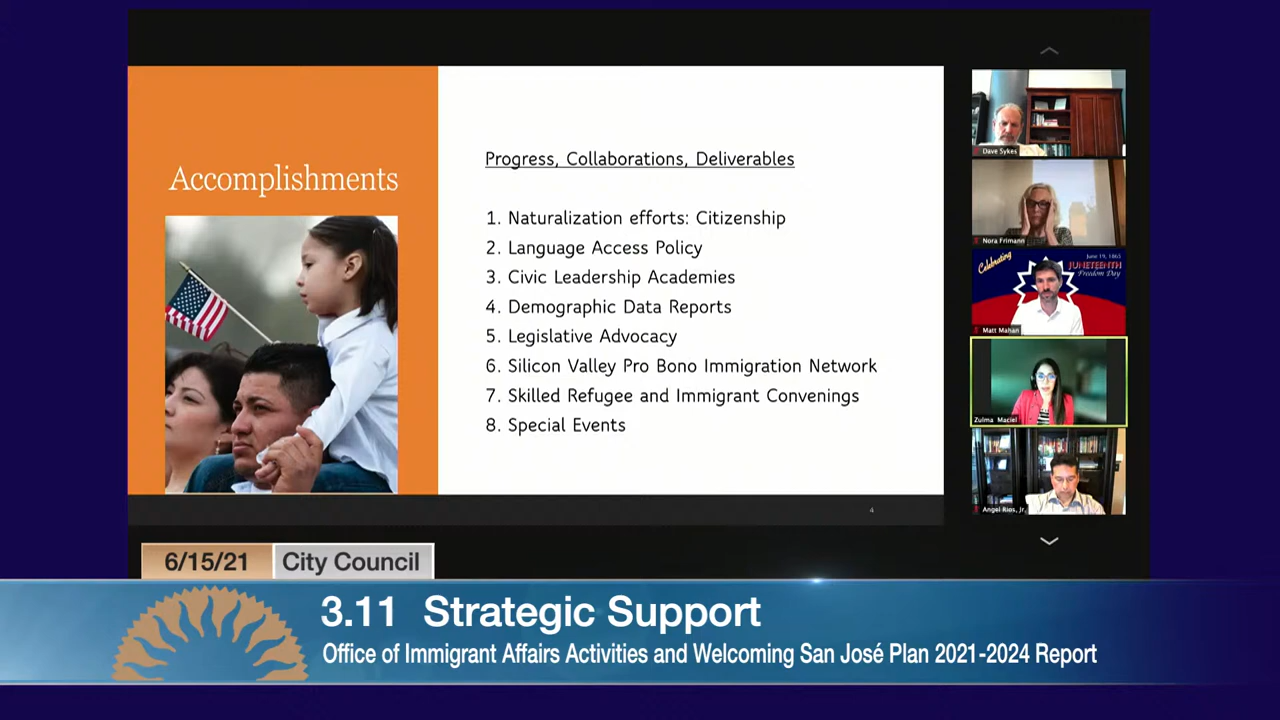 Accomplishments
Progress, Collaborations, Deliverables
1. Naturalization efforts: Citizenship
2. Language Access Policy
3. Civic Leadership Academies
4. Demographic Data Reports
5. Legislative Advocacy
6. Silicon Valley Pro Bono Immigration Network
7. Skilled Refugee and Immigrant Convenings
8. Special Events
4
Dave Sykes
Nora Frimann
Celebrating
June 19, 1865
JUNETEENTH
Freedom Day
Matt Mahan
Zulma Maciel
Angel Rios, Jr.
6/15/21
City Council
3.11 Strategic Support
Office of Immigrant Affairs Activities and Welcoming San José Plan 2021-2024 Report